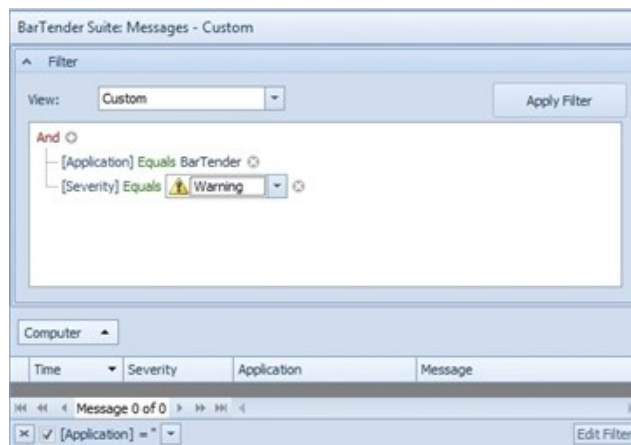 BarTender Suite: Messages - Custom
Filter
View: Custom Apply Filter
And
[Application] Equals BarTender
[Severity] Equals Warning
Computer
Time Severity Application Message
Message 0 of 0
[Application] = '' Edit Filter